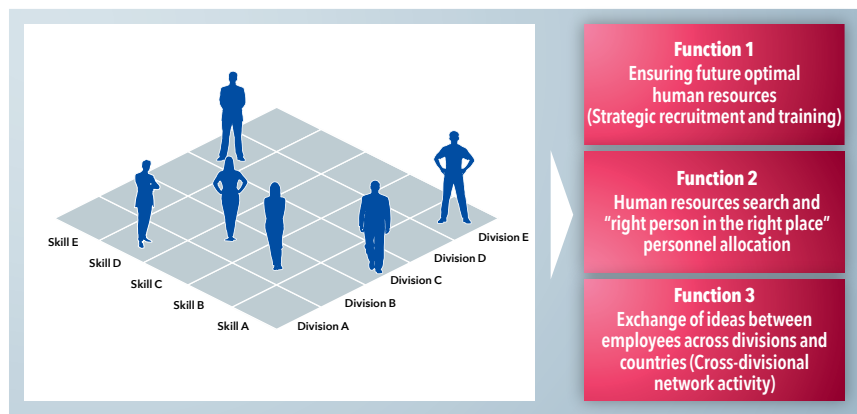 Skill E
Skill D
Skill C
Skill B
Skill A
Division E
Division D
Division C
Division B
Division A
Function 1
Ensuring future optimal
human resources
(Strategic recruitment and training)
Function 2
Human resources search and
“right person in the right place”
personnel allocation
Function 3
Exchange of ideas between
employees across divisions and
countries (Cross-divisional
network activity)